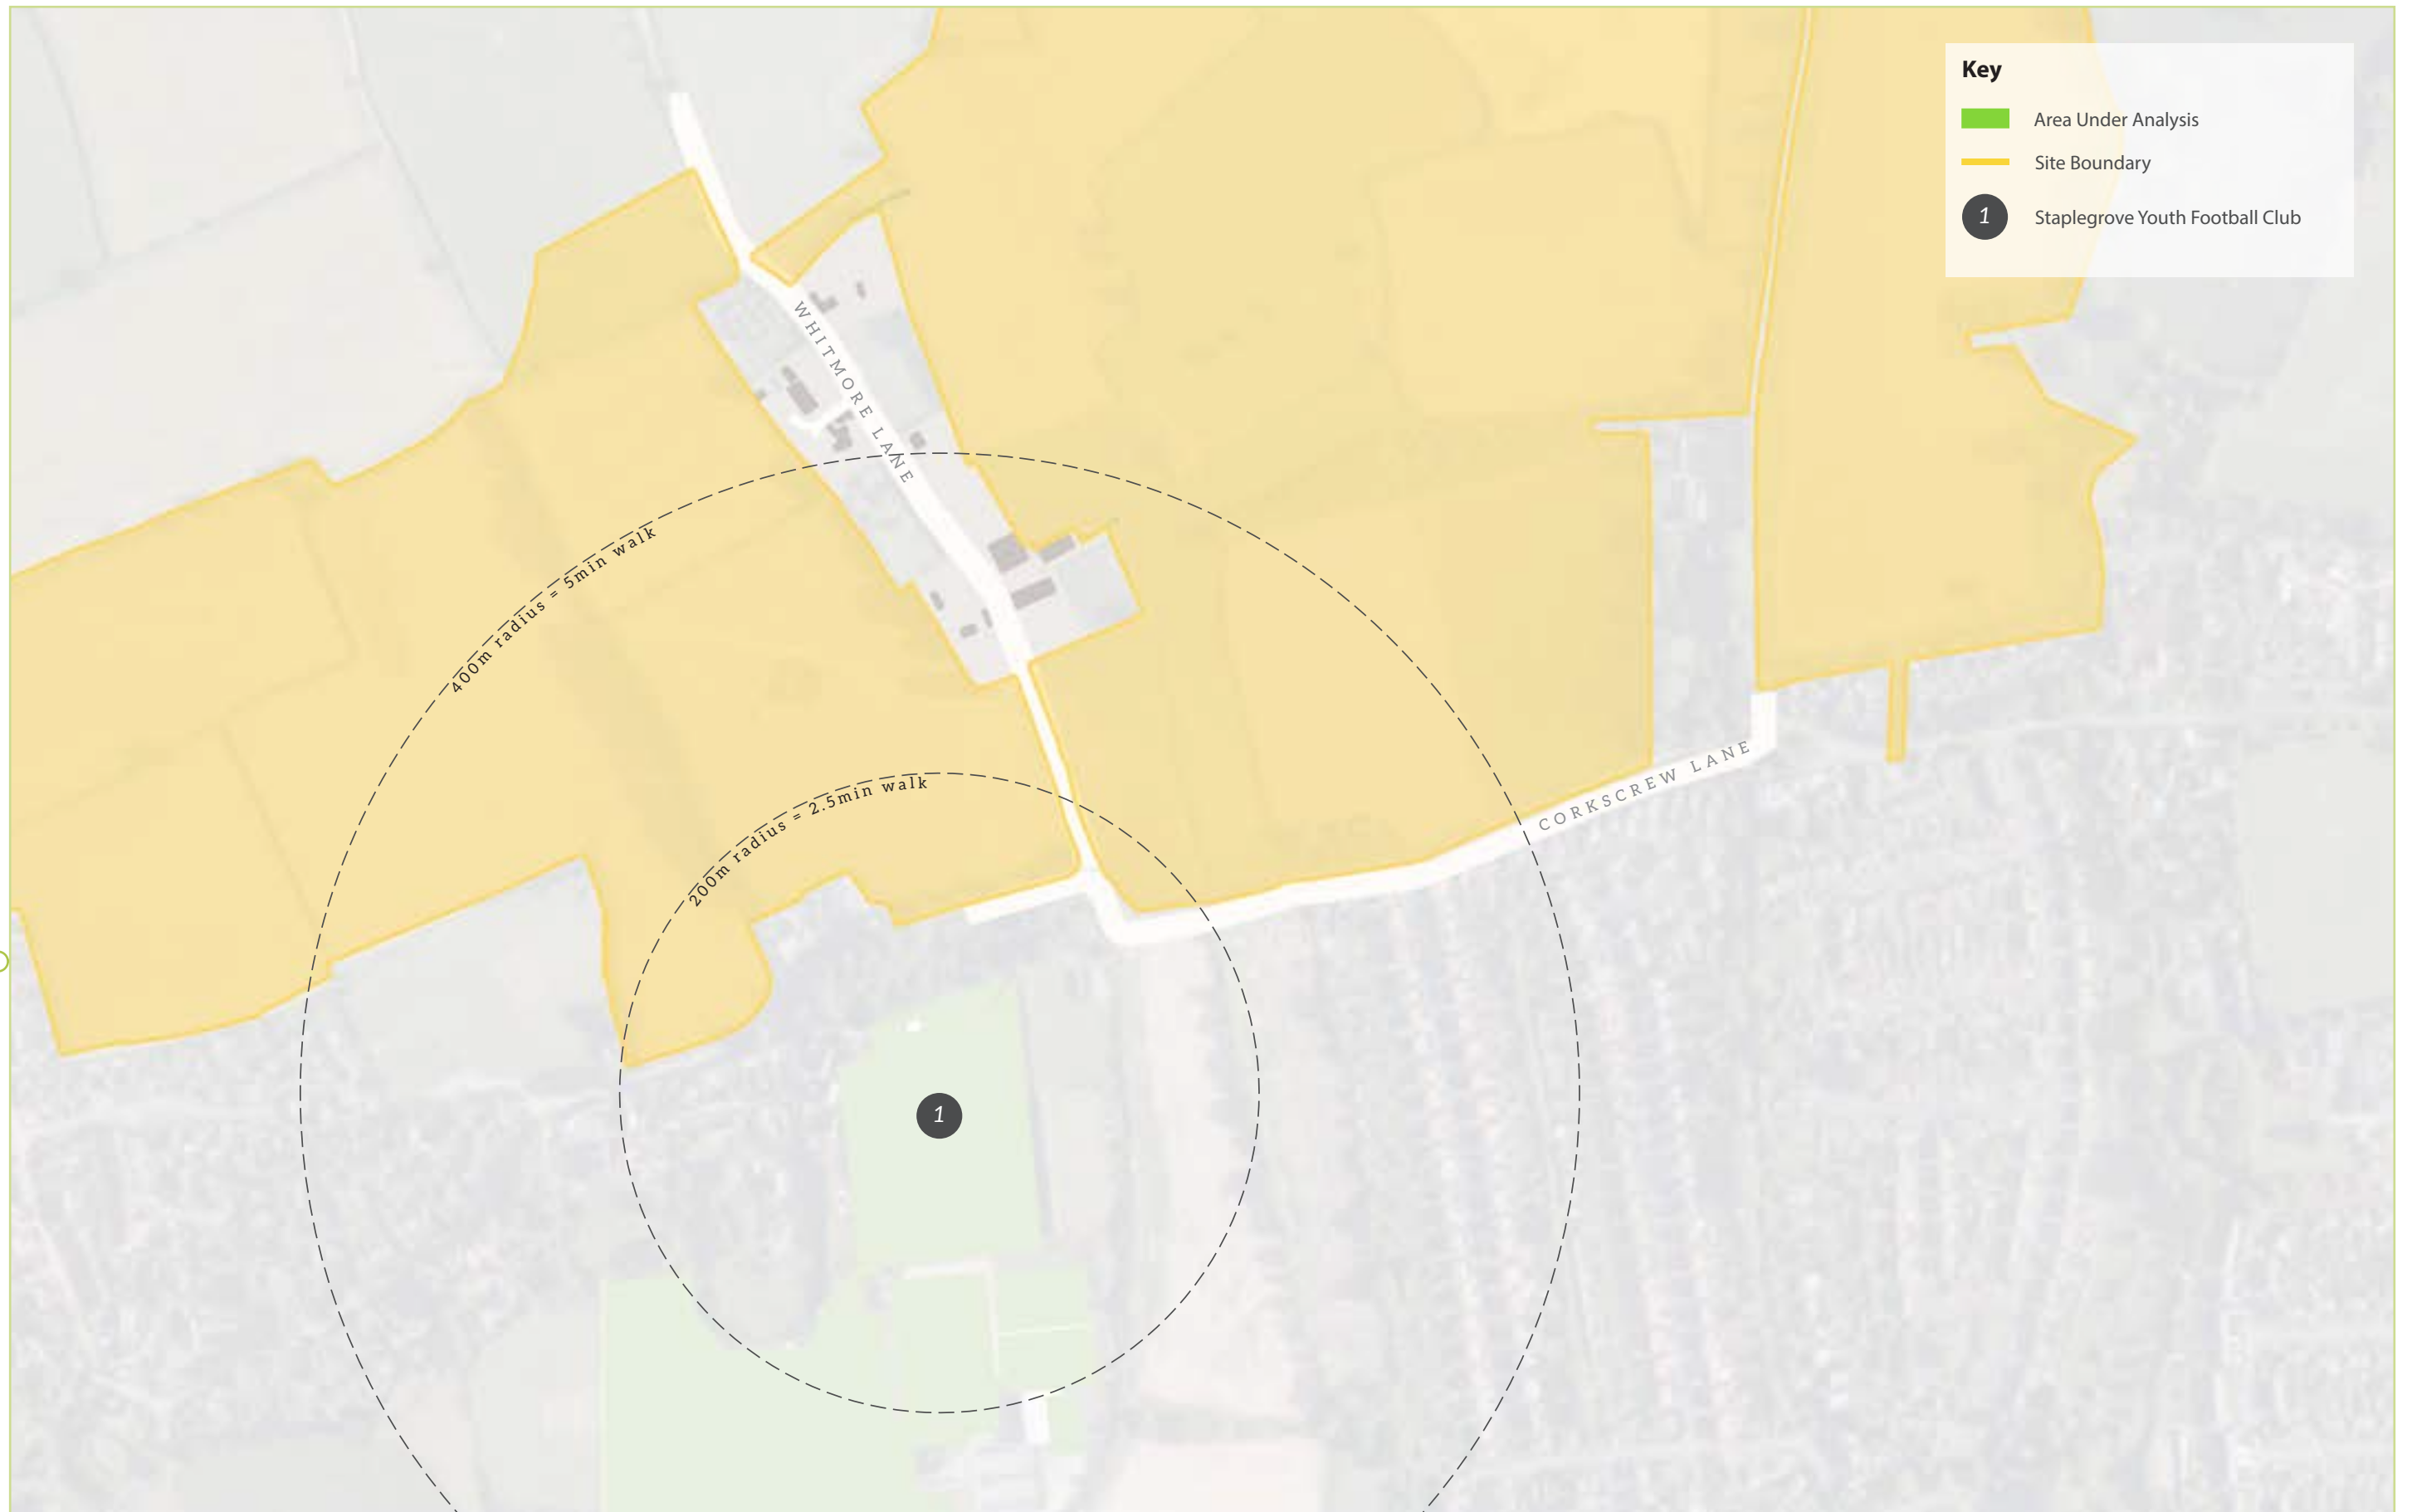 Key
Area Under Analysis
Site Boundary
1 Staplegrove Youth Football Club
WHITMORE LANE
400m radius = 5min walk
CORKSCREW LANE
200m radius = 2.5min walk
1